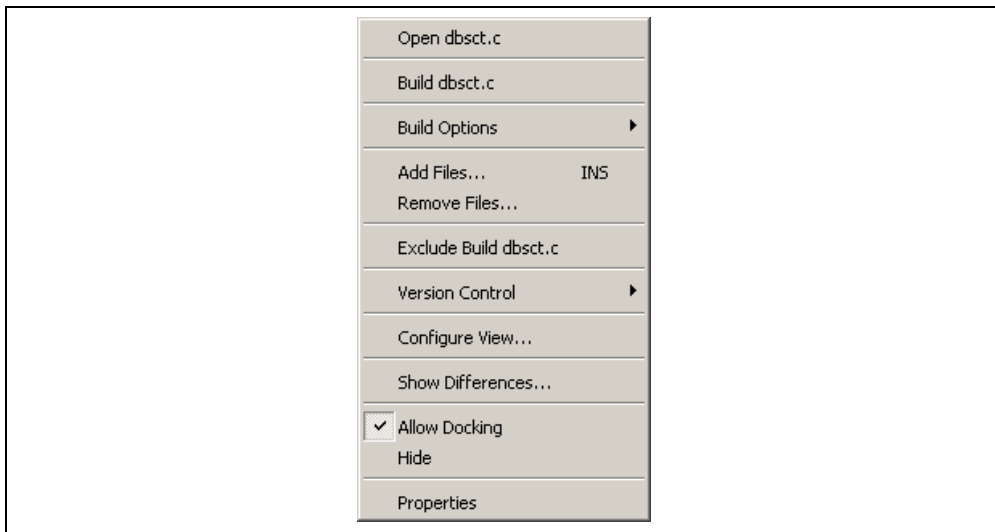 Open dbsct.c
Build dbsct.c
Build Options
Add Files... INS
Remove Files...
Exclude Build dbsct.c
Version Control
Configure View...
Show Differences...
Allow Docking
Hide
Properties